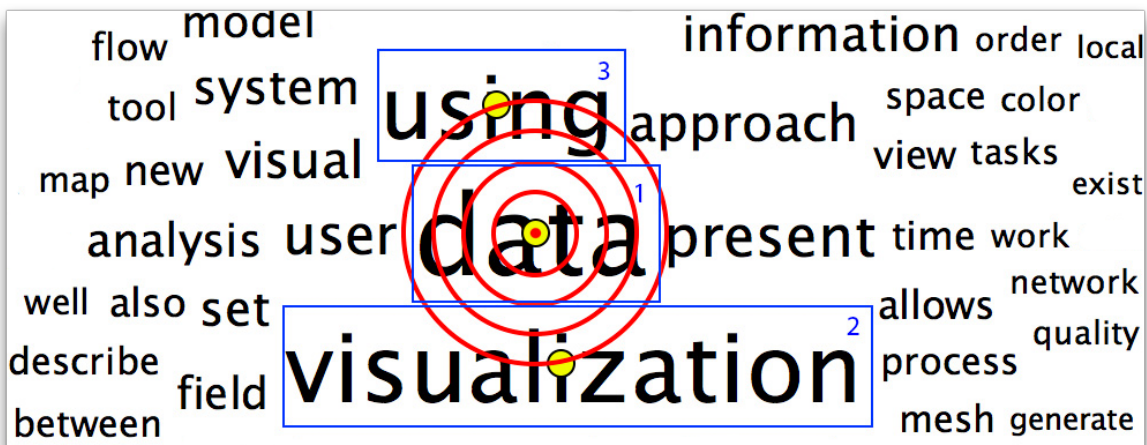 flow model information order local
tool system using 3 approach space color
map new visual view tasks exist
analysis user data 1 present time work
well also set allows network
describe field visualization 2 process quality
between mesh generate